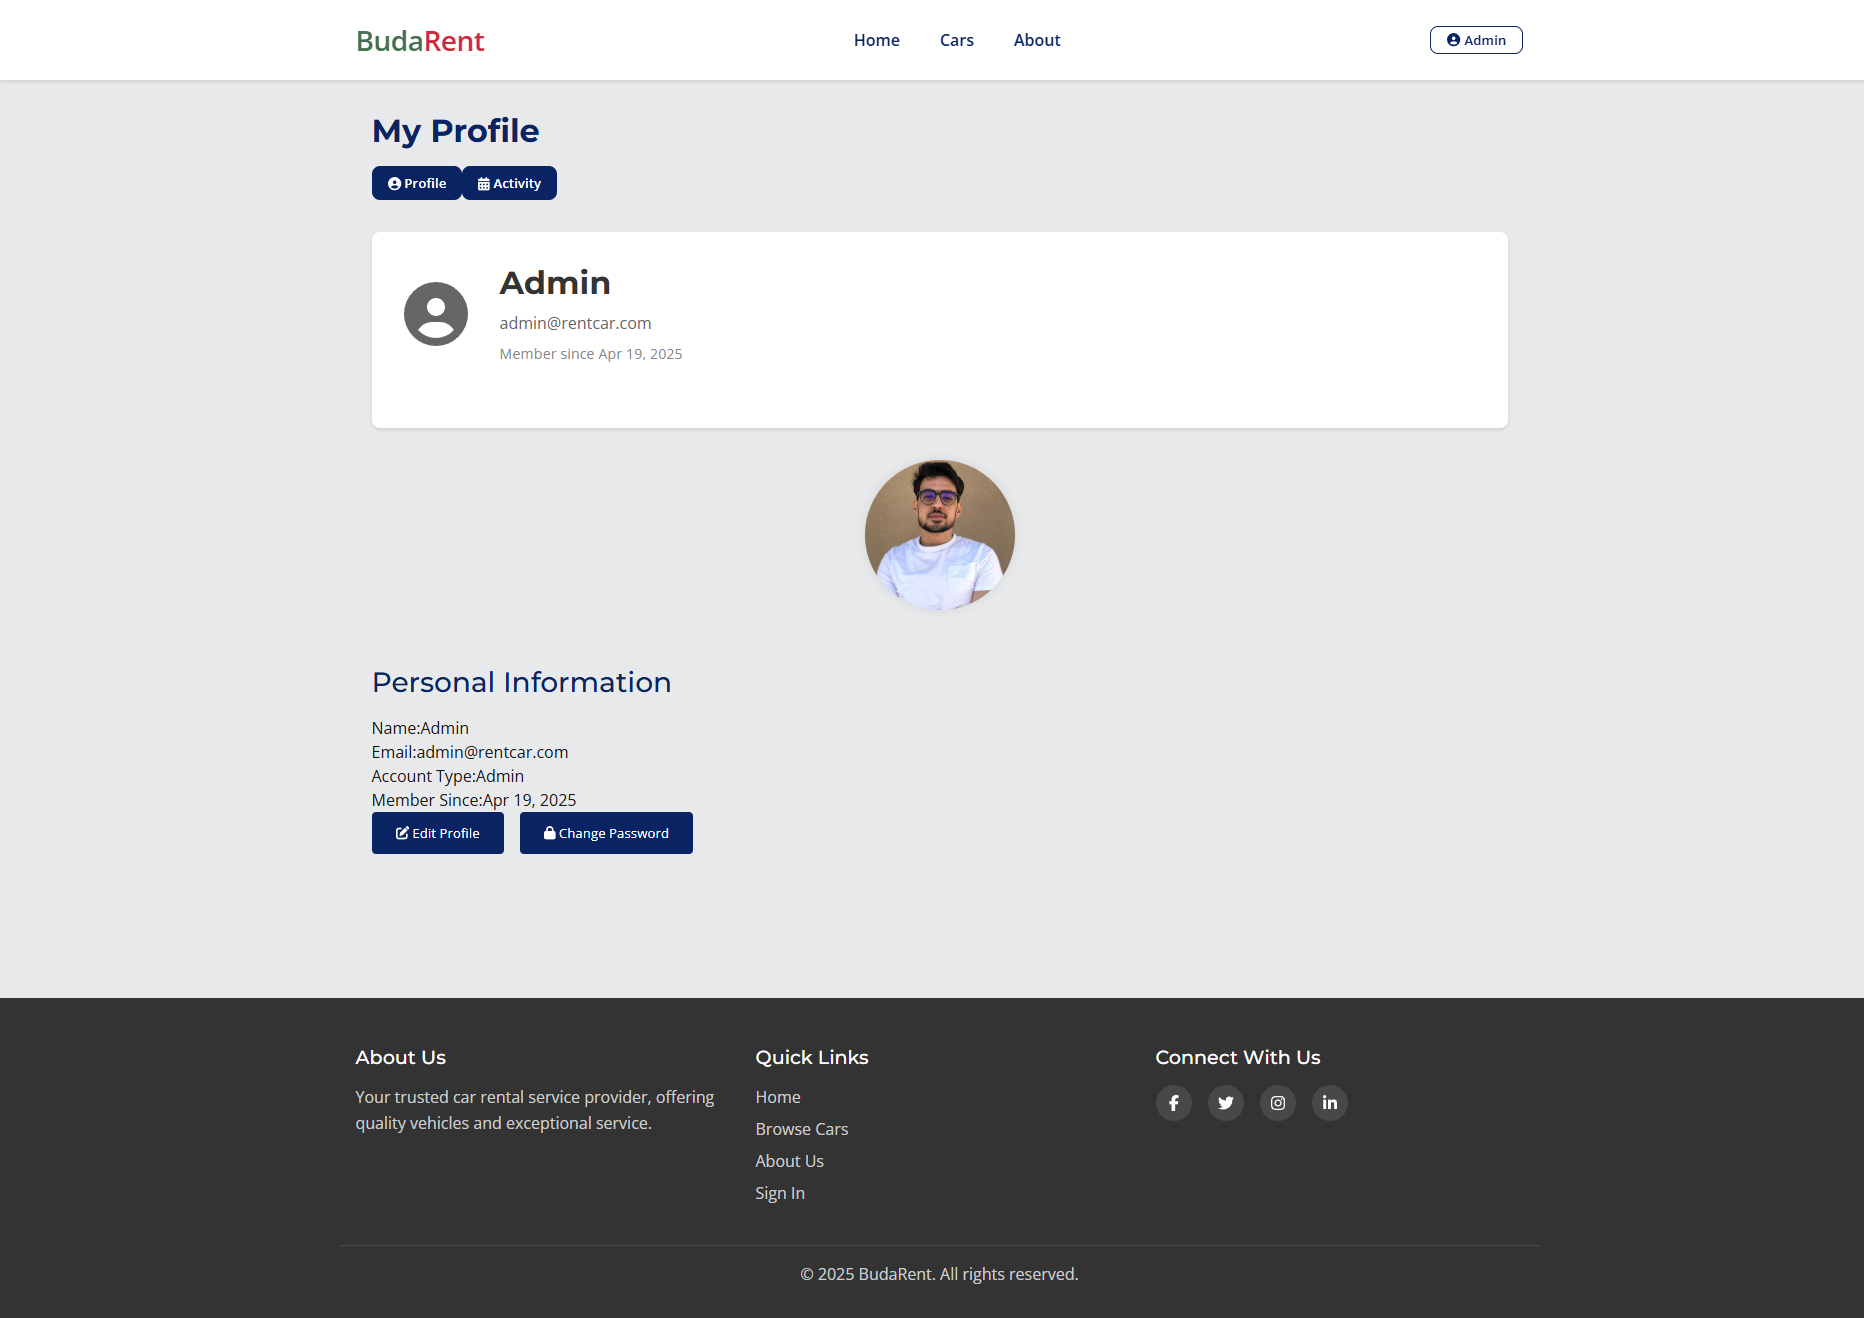 BudaRent
Home Cars About
Admin
My Profile
Profile Activity
Admin
admin@rentcar.com
Member since Apr 19, 2025
Personal Information
Name:Admin
Email:admin@rentcar.com
Account Type:Admin
Member Since:Apr 19, 2025
Edit Profile Change Password
About Us
Your trusted car rental service provider, offering
quality vehicles and exceptional service.
Quick Links
Home
Browse Cars
About Us
Sign In
Connect With Us
© 2025 BudaRent. All rights reserved.